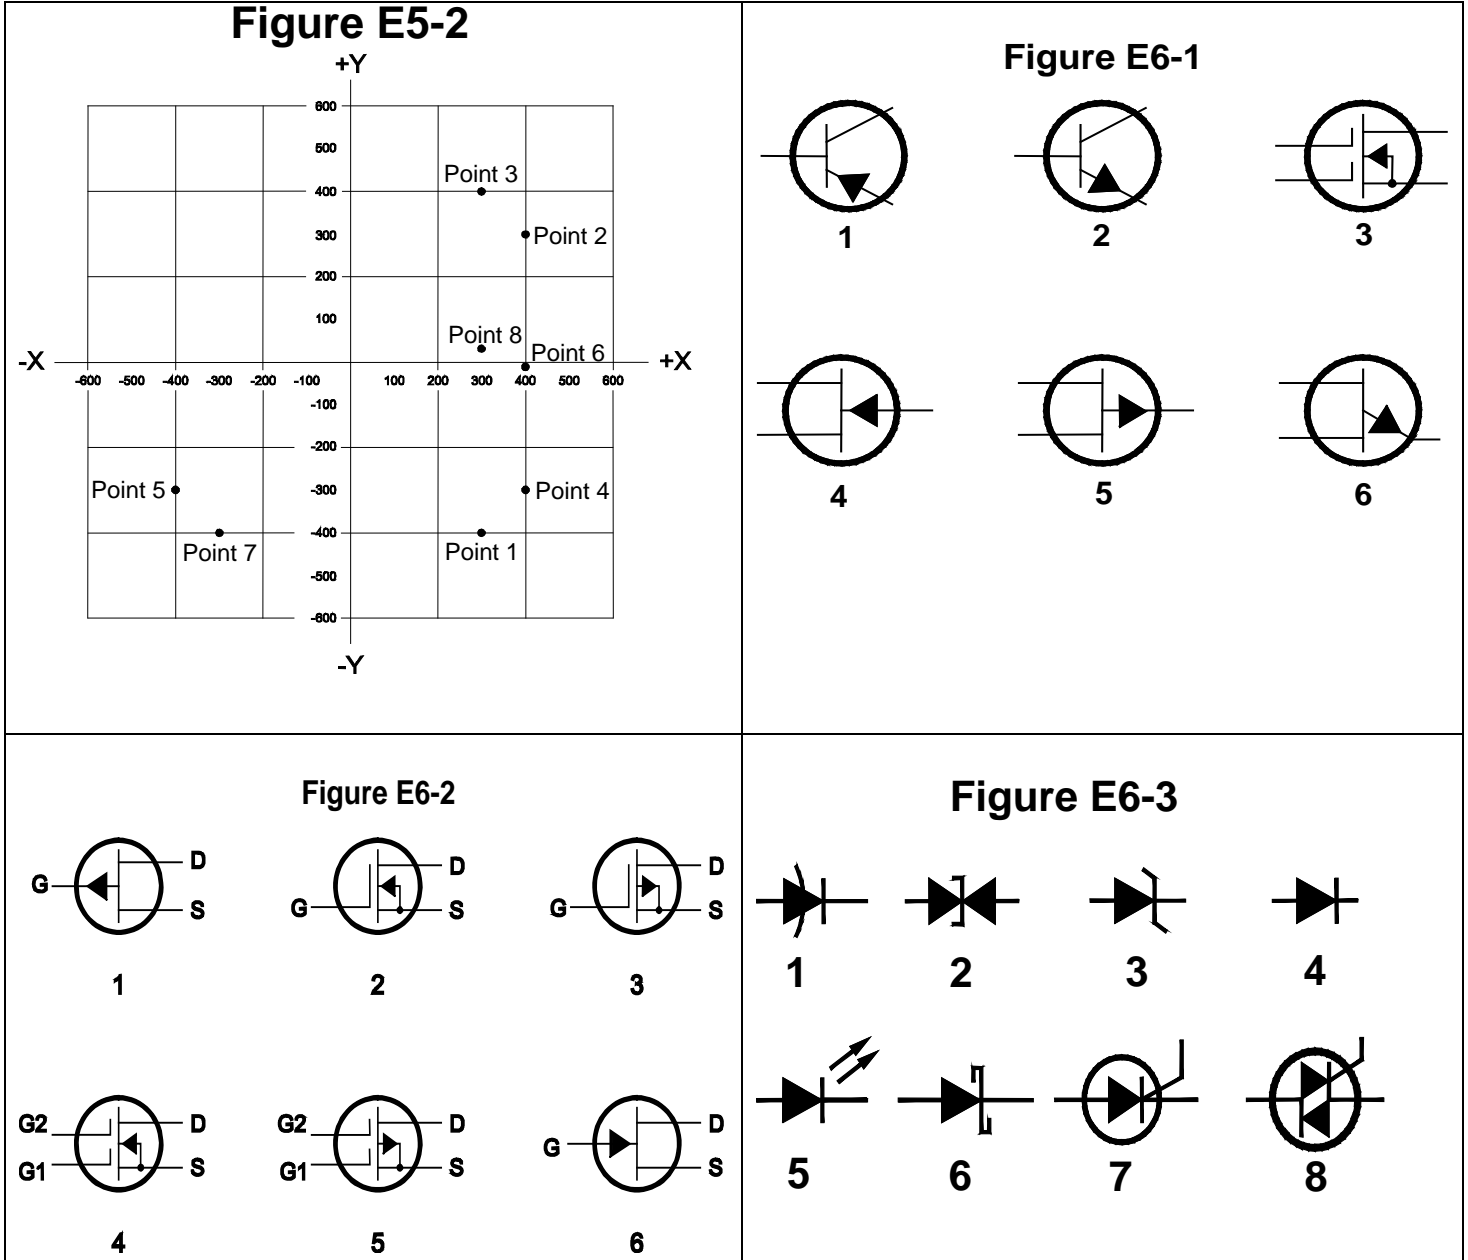 Figure E5-2
+Y
600
500
Point 3
400
300
Point 2
200
100
Point 8
Point 6
-X
+X
-600 -500 -400 -300 -200 -100 100 200 300 400 500 600
-100
-200
Point 5
-300
Point 4
-400
Point 7
Point 1
-500
-600
-Y
Figure E6-1
1 2 3
4 5 6
Figure E6-2
G D S
G D S
G D S
1 2 3
G2 G1 D S
G2 G1 D S
G D S
4 5 6
Figure E6-3
1 2 3 4
5 6 7 8